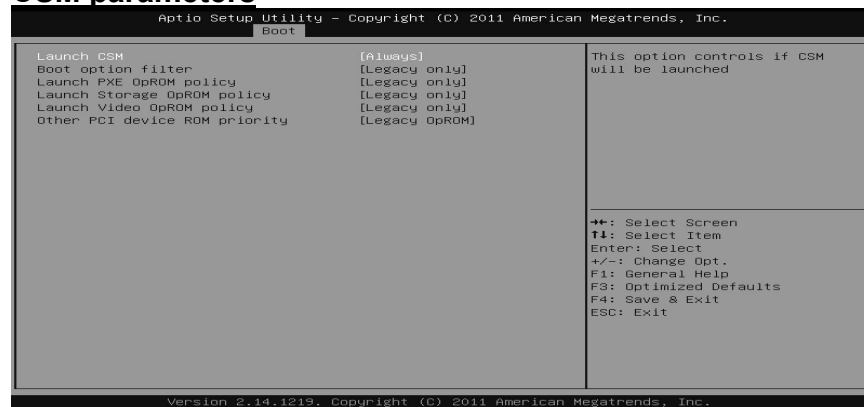 CSM parameters
Aptio Setup Utility – Copyright (C) 2011 American Megatrends, Inc.
Boot
Launch CSM [Always]
Boot option filter [Legacy only]
Launch PXE OpROM policy [Legacy only]
Launch Storage OpROM policy [Legacy only]
Launch Video OpROM policy [Legacy only]
Other PCI device ROM priority [Legacy OpROM]
This option controls if CSM
will be launched
→←: Select Screen
↑↓: Select Item
Enter: Select
+/-: Change Opt.
F1: General Help
F3: Optimized Defaults
F4: Save & Exit
ESC: Exit
Version 2.14.1219. Copyright (C) 2011 American Megatrends, Inc.